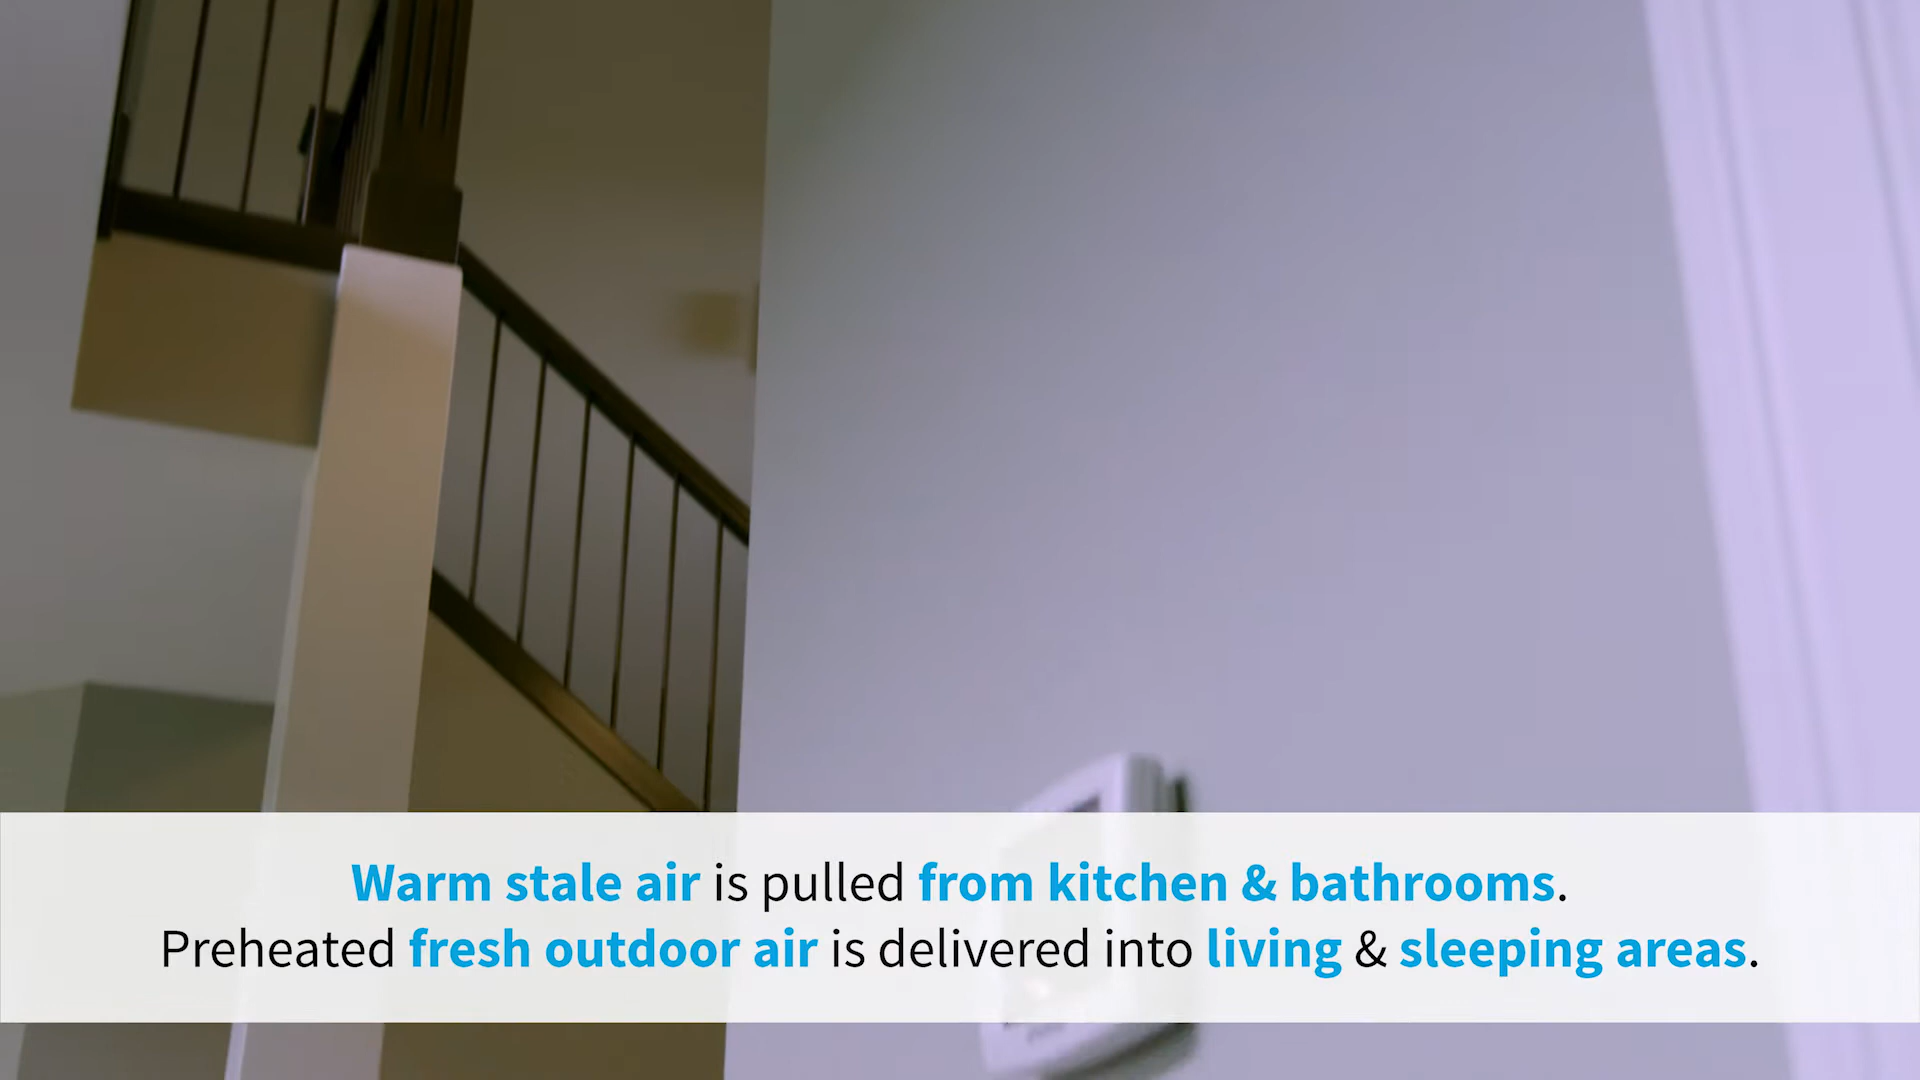 Warm stale air is pulled from kitchen & bathrooms.
Preheated fresh outdoor air is delivered into living & sleeping areas.